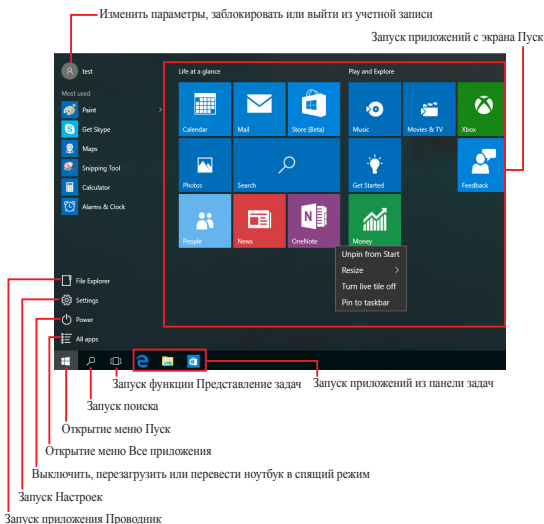 Изменить параметры, заблокировать или выйти из учетной записи
Запуск приложений с экрана Пуск
test
Life at a glance
Play and Explore
Most used
Paint
Get Skype
Maps
Snipping Tool
Calculator
Alarms & Clock
Calendar
Mail
Store (Beta)
Music
Movies & TV
Xbox
Photos
Search
Get Started
Feedback
People
News
OneNote
Money
Unpin from Start
Resize
Turn live tile off
Pin to taskbar
File Explorer
Settings
Power
All apps
Запуск функции Представление задач
Запуск приложений из панели задач
Запуск поиска
Открытие меню Пуск
Открытие меню Все приложения
Выключить, перезагрузить или перевести ноутбук в спящий режим
Запуск Настроек
Запуск приложения Проводник